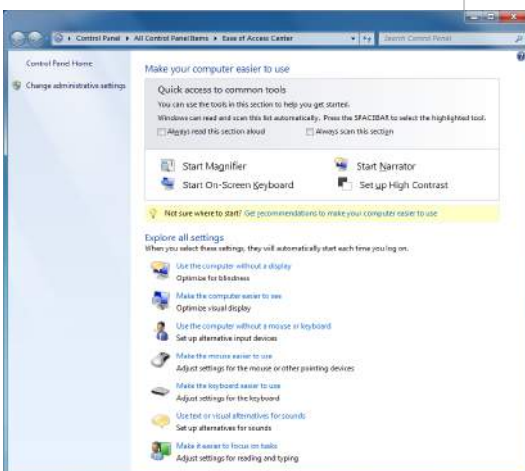 Control Panel ▸ All Control Panel Items ▸ Ease of Access Center
Search Control Panel
Control Panel Home
Change administrative settings
Make your computer easier to use
Quick access to common tools
You can use the tools in this section to help you get started.
Windows can read and scan this list automatically. Press the SPACEBAR to select the highlighted tool.
Always read this section aloud
Always scan this section
Start Magnifier
Start Narrator
Start On-Screen Keyboard
Set up High Contrast
Not sure where to start? Get recommendations to make your computer easier to use
Explore all settings
When you select these settings, they will automatically start each time you log on.
Use the computer without a display
Optimize for blindness
Make the computer easier to see
Optimize visual display
Use the computer without a mouse or keyboard
Set up alternative input devices
Make the mouse easier to use
Adjust settings for the mouse or other pointing devices
Make the keyboard easier to use
Adjust settings for the keyboard
Use text or visual alternatives for sounds
Set up alternatives for sounds
Make it easier to focus on tasks
Adjust settings for reading and typing